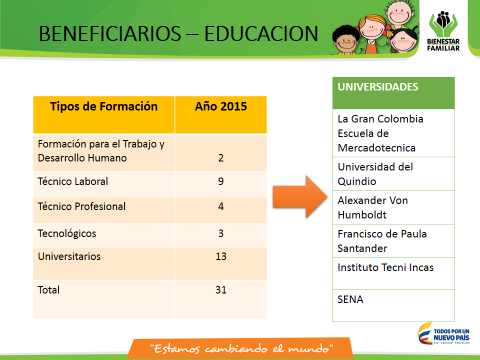 BENEFICIARIOS – EDUCACION
BIENESTAR
FAMILIAR
Tipos de Formación Año 2015
Formación para el Trabajo y
Desarrollo Humano 2
Técnico Laboral 9
Técnico Profesional 4
Tecnológicos 3
Universitarios 13
Total 31
UNIVERSIDADES
La Gran Colombia
Escuela de
Mercadotecnica
Universidad del
Quindio
Alexander Von
Humboldt
Francisco de Paula
Santander
Instituto Tecni Incas
SENA
TODOS POR UN
NUEVO PAÍS
PAZ EQUIDAD EDUCACIÓN
"Estamos cambiando el mundo"